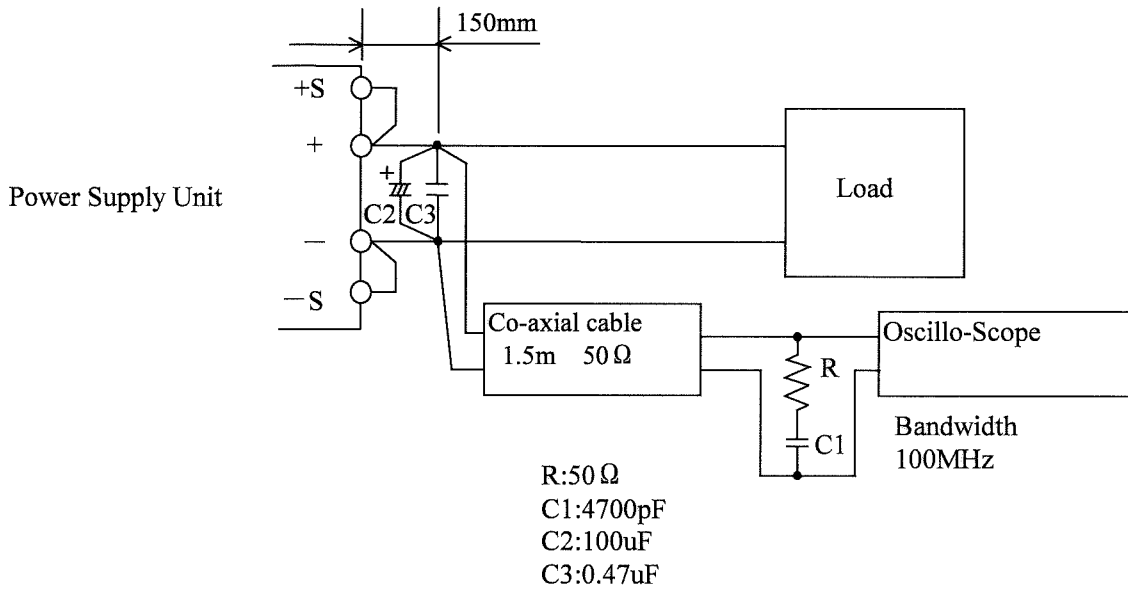 150mm
+S
+
Power Supply Unit
+
C2 C3
Load
−
−S
Co-axial cable
1.5m 50Ω
Oscillo-Scope
R
C1
Bandwidth
100MHz
R:50Ω
C1:4700pF
C2:100uF
C3:0.47uF